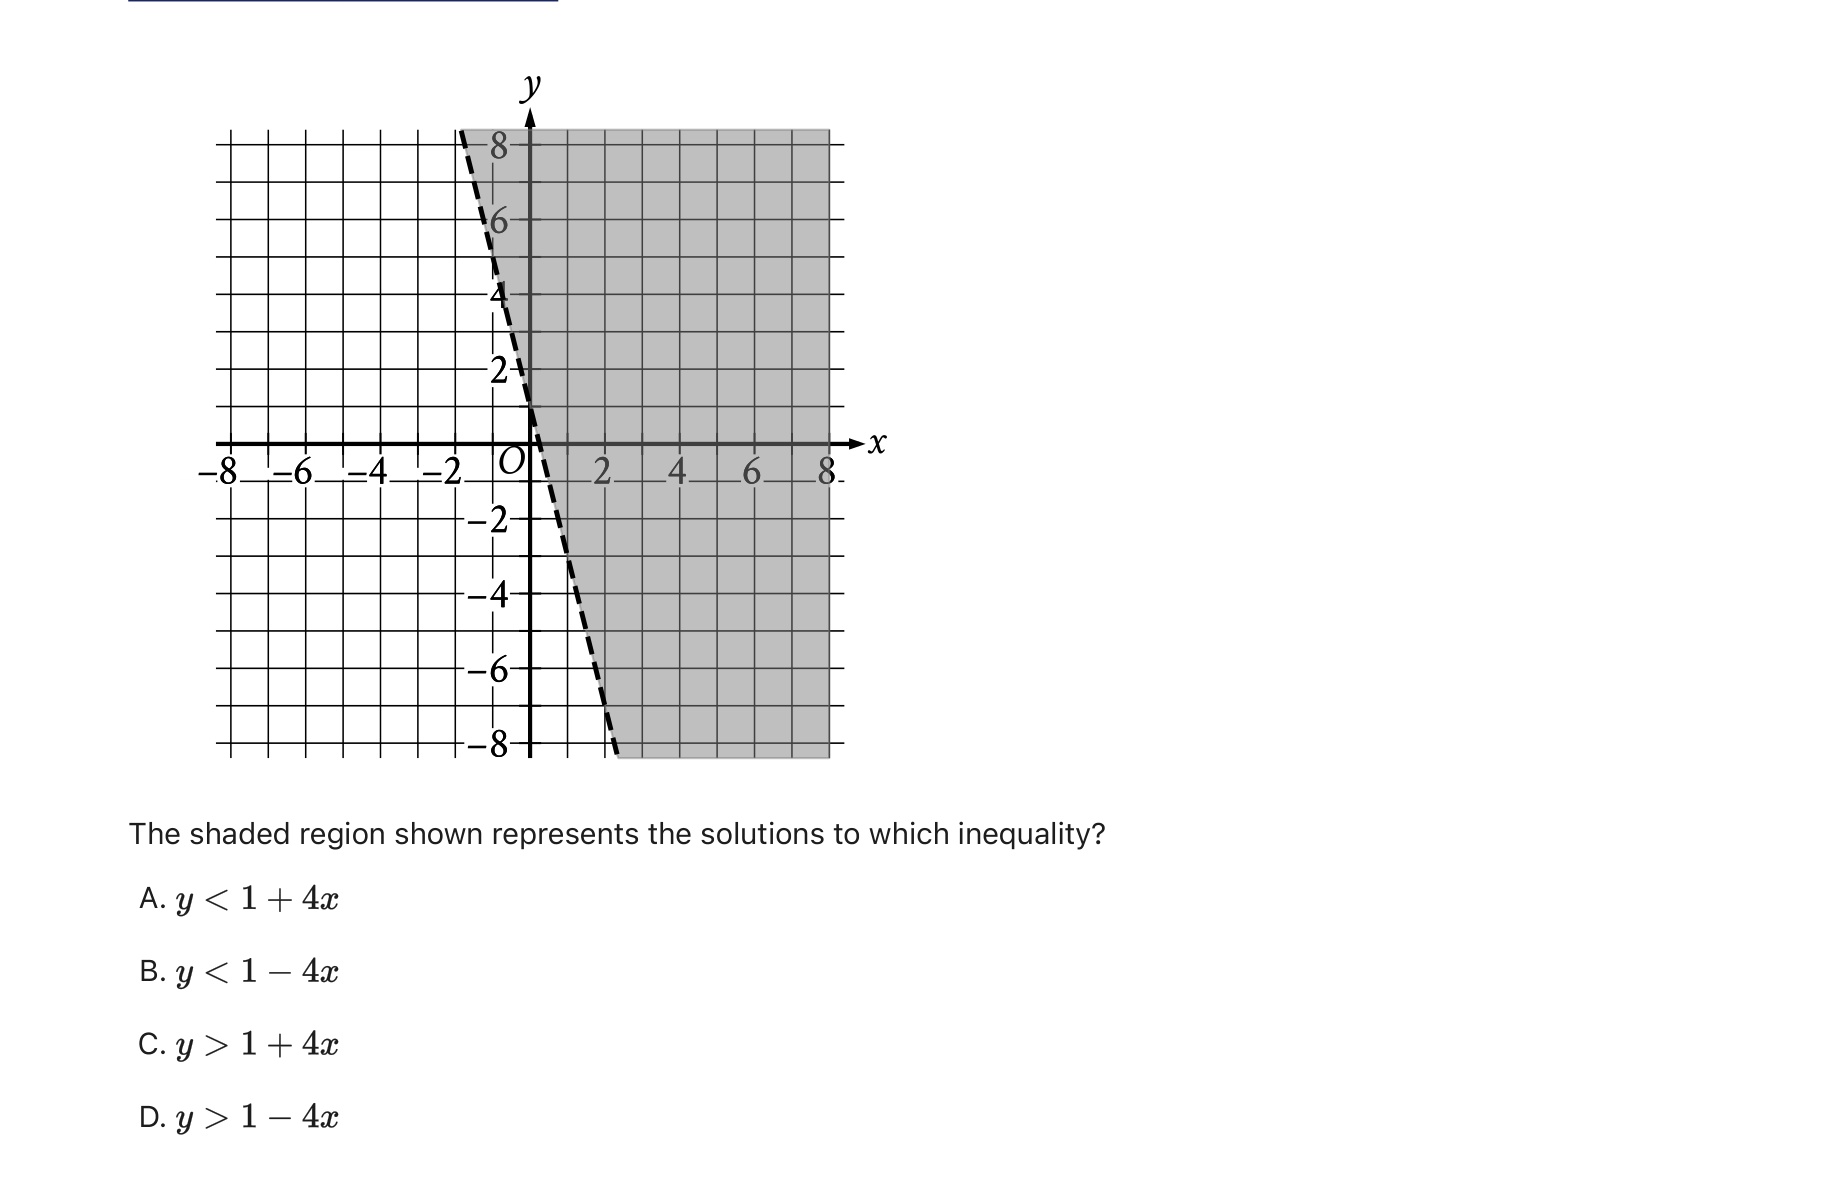 y
8
6
4
2
x
−8 −6 −4 −2 O 2 4 6 8
−2
−4
−6
−8
The shaded region shown represents the solutions to which inequality?
A. y < 1 + 4x
B. y < 1 − 4x
C. y > 1 + 4x
D. y > 1 − 4x